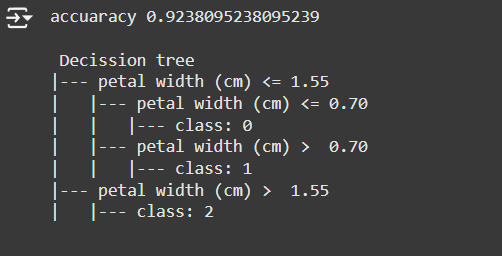 accuaracy 0.9238095238095239
Decission tree
|--- petal width (cm) <= 1.55
|   |--- petal width (cm) <= 0.70
|   |   |--- class: 0
|   |--- petal width (cm) >  0.70
|   |   |--- class: 1
|--- petal width (cm) >  1.55
|   |--- class: 2